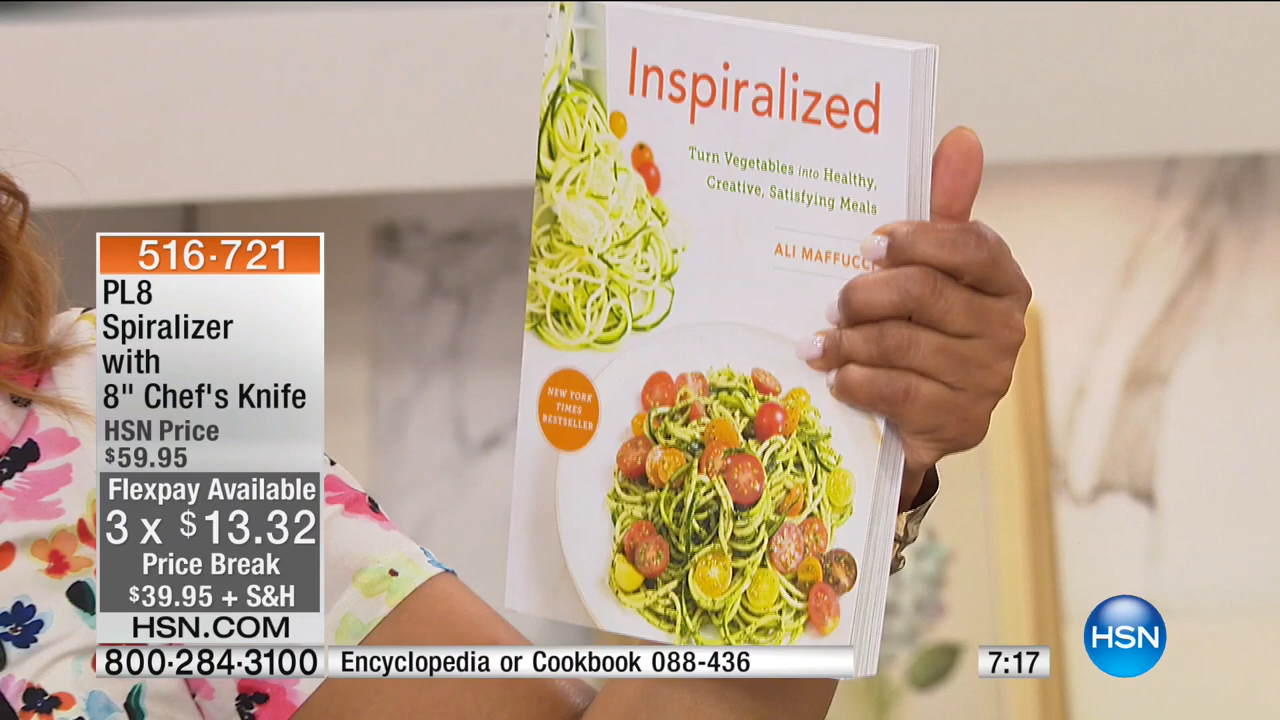 Inspiralized
Turn Vegetables into Healthy,
Creative, Satisfying Meals
ALI MAFFUCCI
NEW YORK
TIMES
BESTSELLER
516-721
PL8
Spiralizer
with
8" Chef's Knife
HSN Price
$59.95
Flexpay Available
3 x $13.32
Price Break
$39.95 + S&H
HSN.COM
800·284·3100
Encyclopedia or Cookbook 088-436
7:17
HSN